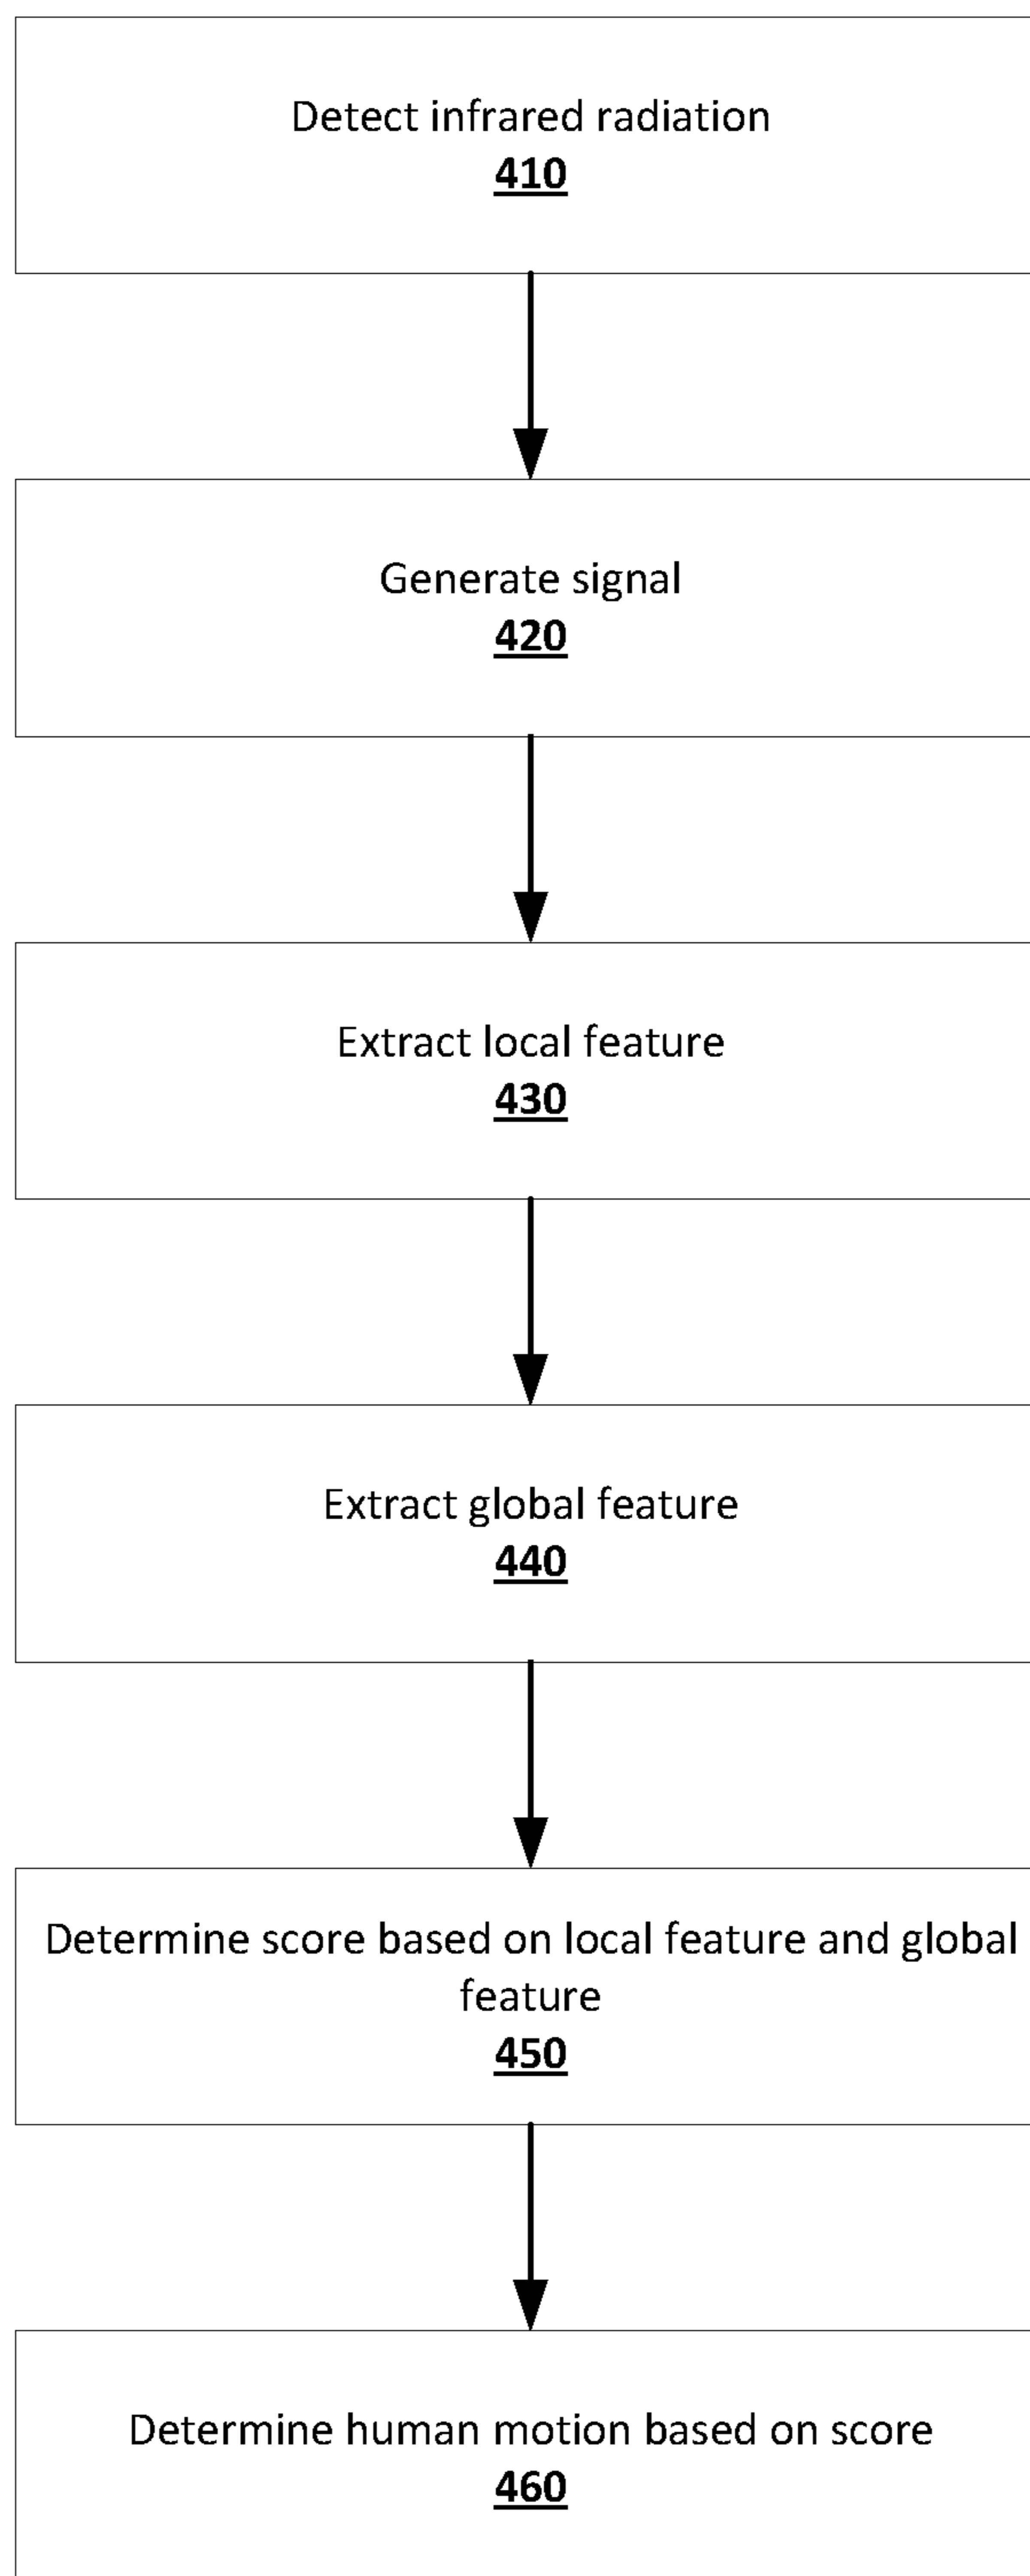 Detect infrared radiation
410
Generate signal
420
Extract local feature
430
Extract global feature
440
Determine score based on local feature and global
feature
450
Determine human motion based on score
460